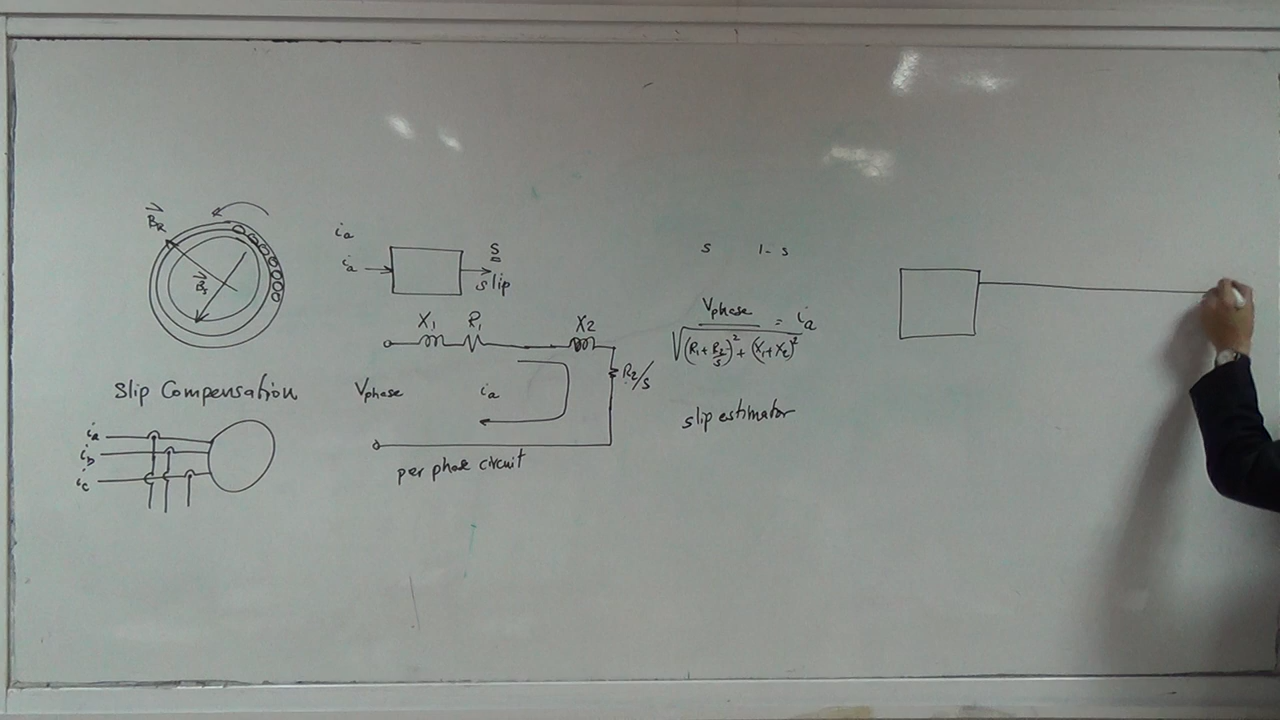 B_R
B_s
Slip Compensation
i_a
i_b
i_c
i_a
i_a
s
slip
X_1 R_1 X_2
R_2/s
V_phase i_a
per phase circuit
s 1-s
V_phase / √((R_1+R_2/s)^2+(X_1+X_2)^2) = i_a
slip estimator